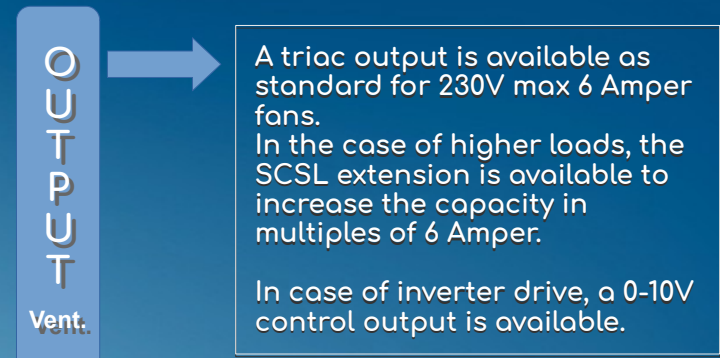 OUTPUT
Vent.
A triac output is available as
standard for 230V max 6 Amper
fans.
In the case of higher loads, the
SCSL extension is available to
increase the capacity in
multiples of 6 Amper.
In case of inverter drive, a 0-10V
control output is available.